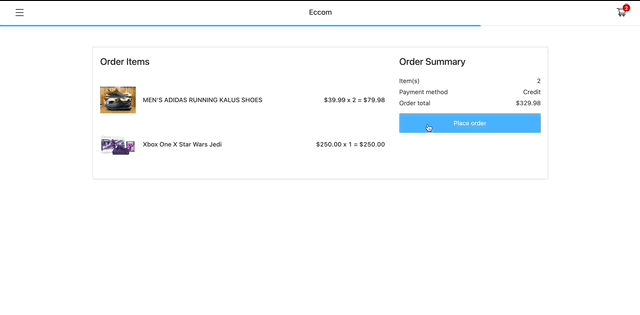 Eccom
2
Order Items
MEN'S ADIDAS RUNNING KALUS SHOES
$39.99 x 2 = $79.98
Xbox One X Star Wars Jedi
$250.00 x 1 = $250.00
Order Summary
Item(s) 2
Payment method Credit
Order total $329.98
Place order